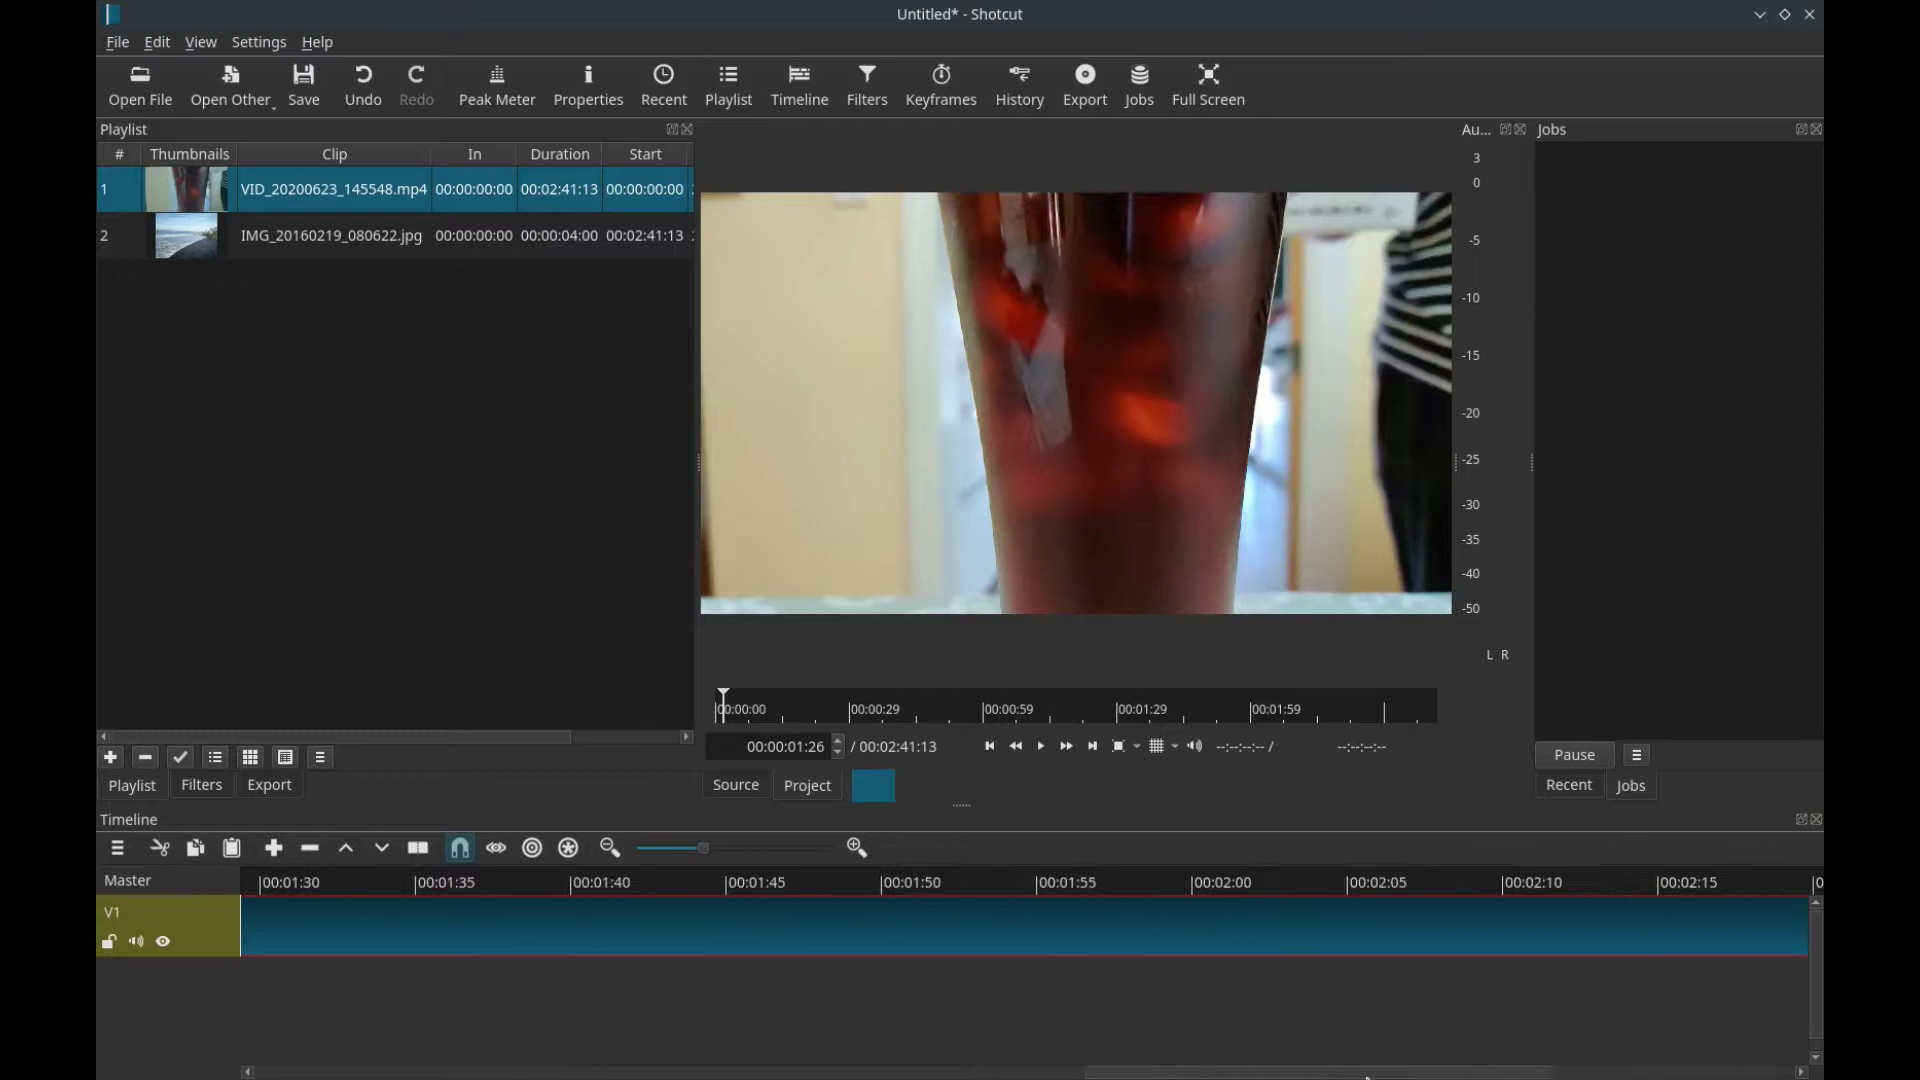 Untitled* - Shotcut
File Edit View Settings Help
Open File Open Other Save Undo Redo Peak Meter Properties Recent Playlist Timeline Filters Keyframes History Export Jobs Full Screen
Playlist
# Thumbnails Clip In Duration Start
1 VID_20200623_145548.mp4 00:00:00:00 00:02:41:13 00:00:00:00
2 IMG_20160219_080622.jpg 00:00:00:00 00:00:04:00 00:02:41:13
Au...
3
0
-5
-10
-15
-20
-25
-30
-35
-40
-50
L R
Jobs
00:00:00 00:00:29 00:00:59 00:01:29 00:01:59
00:00:01:26 / 00:02:41:13 --:--:--:-- / --:--:--:--
Pause
Playlist Filters Export
Source Project
Recent Jobs
Timeline
Master 00:01:30 00:01:35 00:01:40 00:01:45 00:01:50 00:01:55 00:02:00 00:02:05 00:02:10 00:02:15
V1